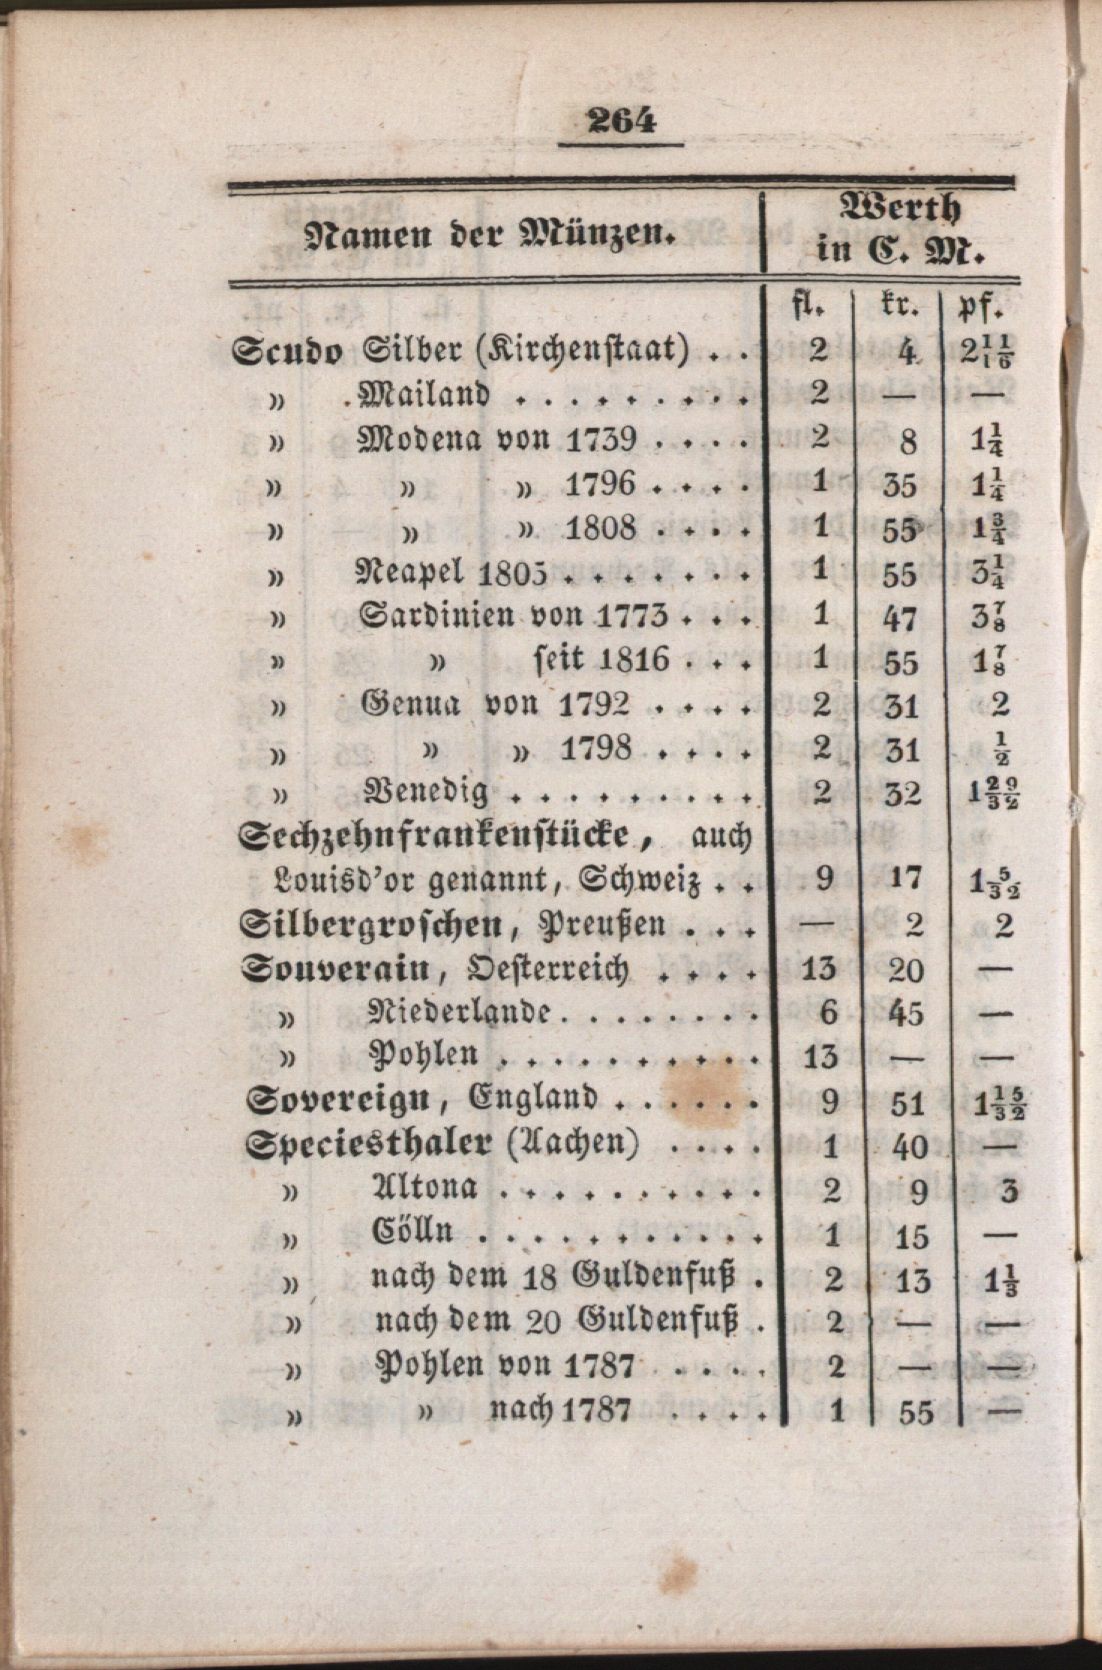 264
Namen der Münzen.
Werth
in C. M.
fl. kr. pf.
Scudo Silber (Kirchenstaat) . . 2 4 2 11/16
» Mailand . . . . . . . . . 2 — —
» Modena von 1739 . . . . 2 8 1 1/4
» » » 1796 . . . . 1 35 1 1/4
» » » 1808 . . . . 1 55 1 3/4
» Neapel 1805 . . . . . . . 1 55 3 1/4
» Sardinien von 1773 . . . 1 47 3 7/8
» » seit 1816 . . . 1 55 1 7/8
» Genua von 1792 . . . . 2 31 2
» » » 1798 . . . . 2 31 1/2
» Venedig . . . . . . . . . 2 32 1 29/32
Sechzehnfrankenstücke, auch
Louisd'or genannt, Schweiz . . 9 17 1 5/32
Silbergroschen, Preußen . . . — 2 2
Souverain, Oesterreich . . . . 13 20 —
» Niederlande . . . . . . . . 6 45 —
» Pohlen . . . . . . . . . . 13 — —
Sovereign, England . . . . . . 9 51 1 15/32
Speciesthaler (Aachen) . . . . 1 40 —
» Altona . . . . . . . . . . 2 9 3
» Cölln . . . . . . . . . . . 1 15 —
» nach dem 18 Guldenfuß . 2 13 1 1/3
» nach dem 20 Guldenfuß . 2 — —
» Pohlen von 1787 . . . . 2 — —
» » nach 1787 . . . . 1 55 —